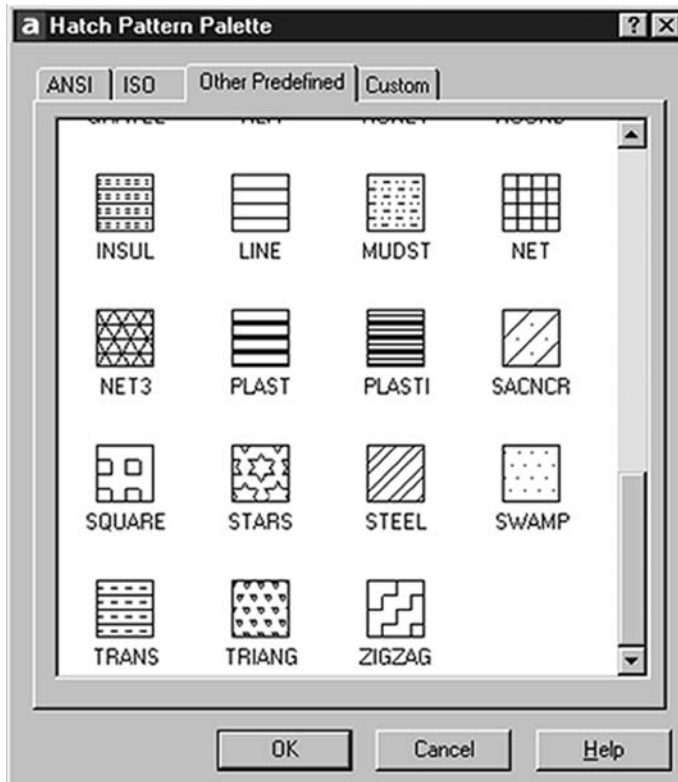 a Hatch Pattern Palette ? X
ANSI ISO Other Predefined Custom
INSUL LINE MUDST NET
NET3 PLAST PLASTI SACNCR
SQUARE STARS STEEL SWAMP
TRANS TRIANG ZIGZAG
OK Cancel Help